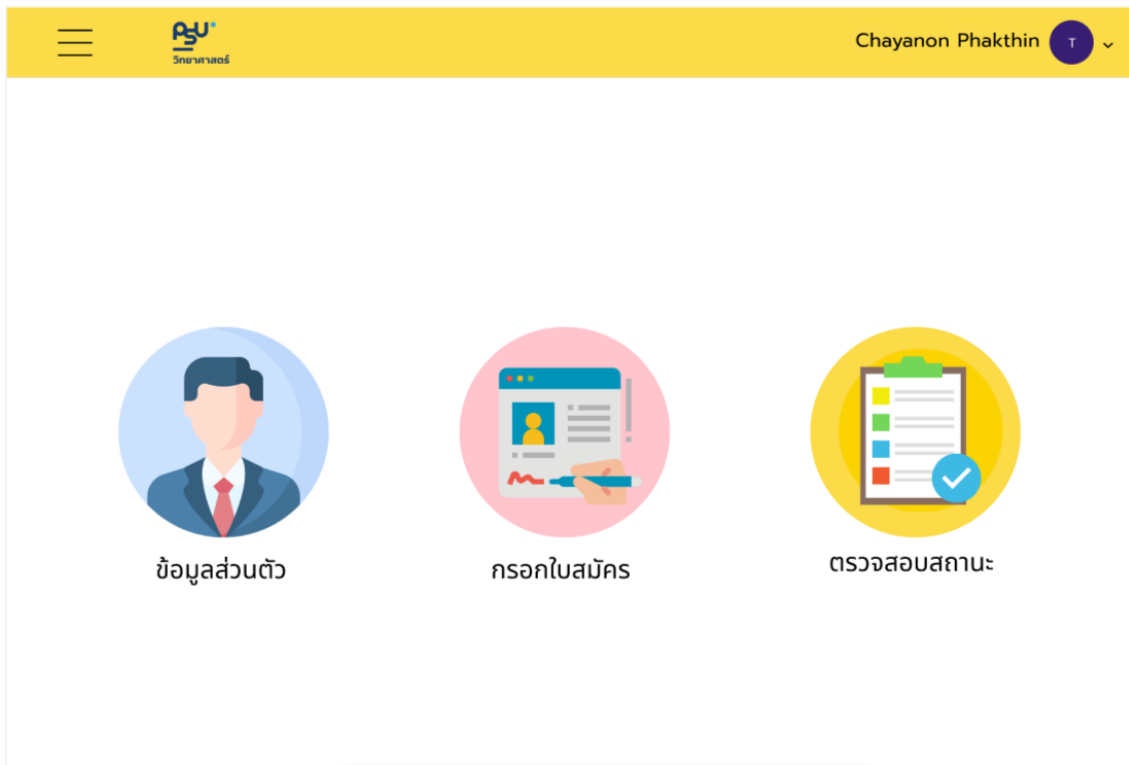 PSU
วิทยาศาสตร์
Chayanon Phakthin
T
ข้อมูลส่วนตัว
กรอกใบสมัคร
ตรวจสอบสถานะ